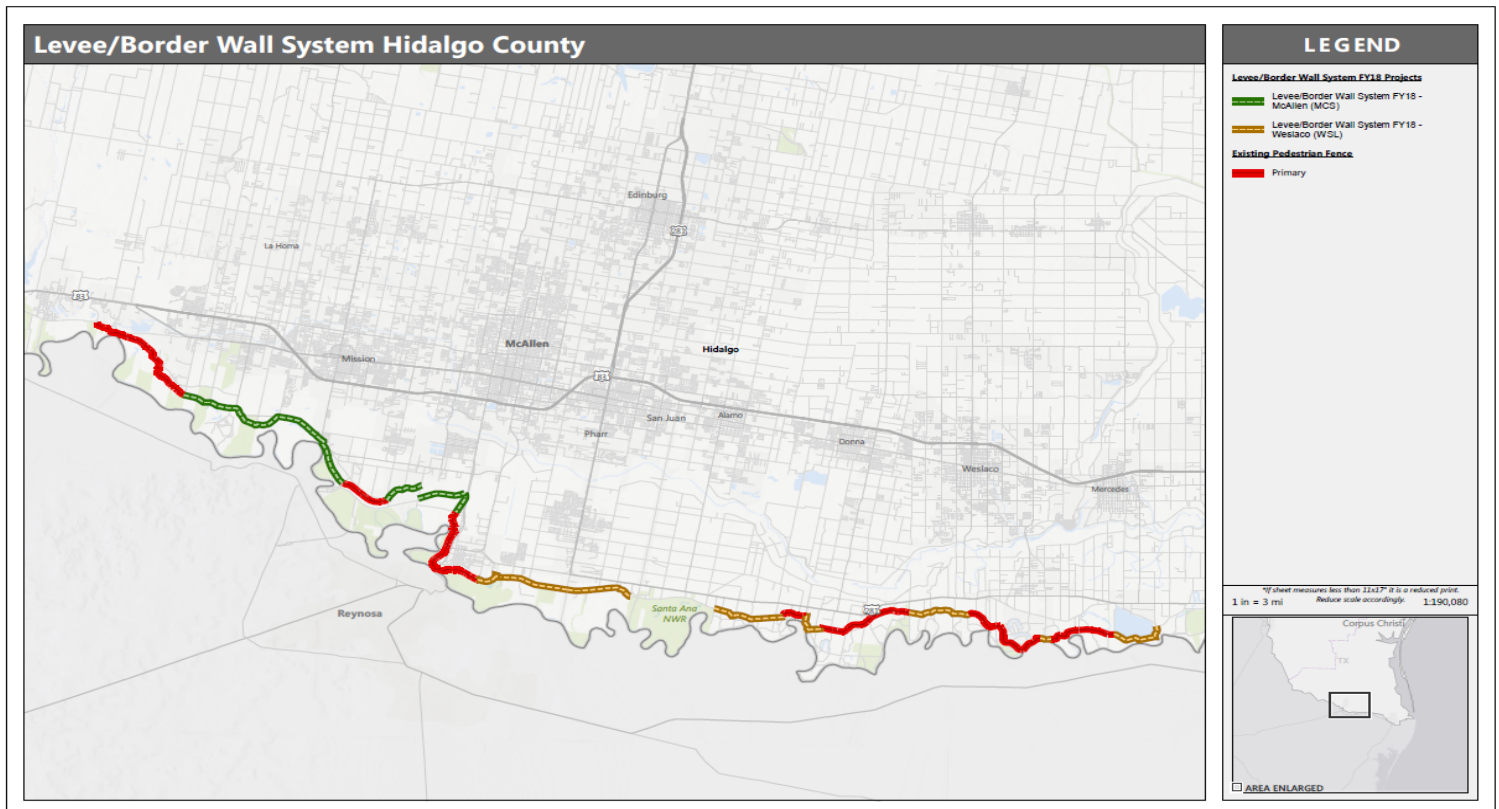 Levee/Border Wall System Hidalgo County
Edinburg
La Homa
83
McAllen
Hidalgo
Mission
83
San Juan
Alamo
Pharr
Donna
Weslaco
Mercedes
Reynosa
Santa Ana
NWR
281
LEGEND
Levee/Border Wall System FY18 Projects
Levee/Border Wall System FY18 -
McAllen (MCS)
Levee/Border Wall System FY18 -
Weslaco (WSL)
Existing Pedestrian Fence
Primary
*If sheet measures less than 11x17" it is a reduced print.
Reduce scale accordingly.
1 in = 3 mi
1:190,080
Corpus Christi
TX
AREA ENLARGED